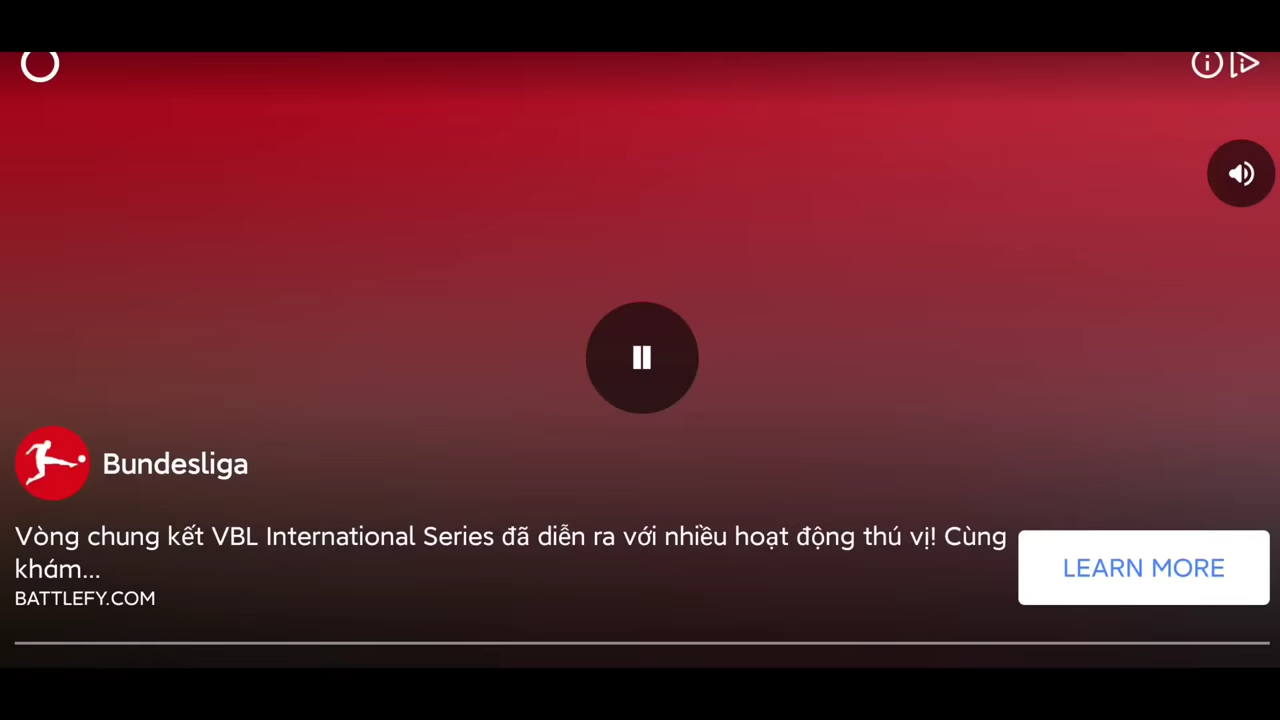 Bundesliga
Vòng chung kết VBL International Series đã diễn ra với nhiều hoạt động thú vị! Cùng
khám...
BATTLEFY.COM
LEARN MORE